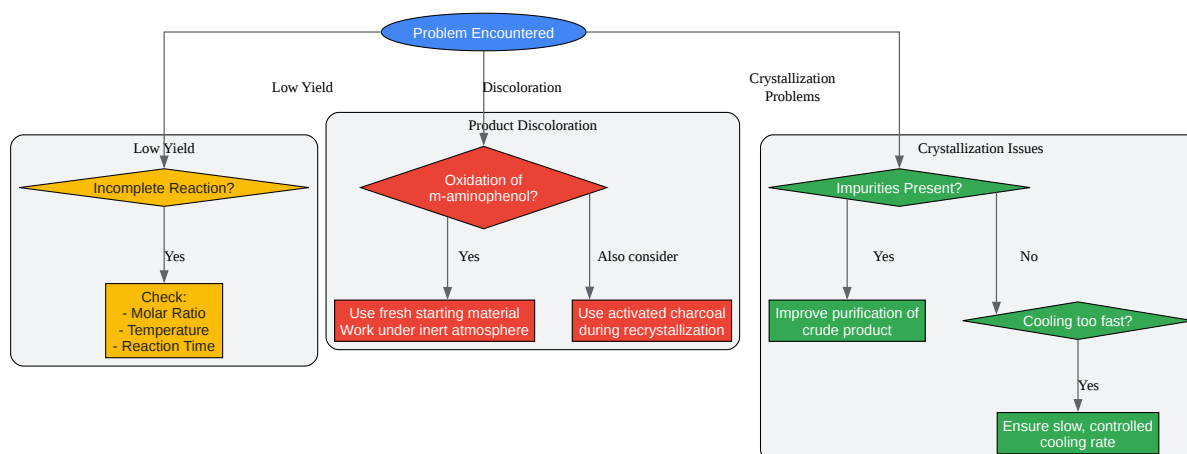 Problem Encountered
Low Yield
Discoloration
Crystallization
Problems
Low Yield
Incomplete Reaction?
Yes
Check:
- Molar Ratio
- Temperature
- Reaction Time
Product Discoloration
Oxidation of
m-aminophenol?
Yes
Also consider
Use fresh starting material
Work under inert atmosphere
Use activated charcoal
during recrystallization
Crystallization Issues
Impurities Present?
Yes
No
Improve purification of
crude product
Cooling too fast?
Yes
Ensure slow, controlled
cooling rate